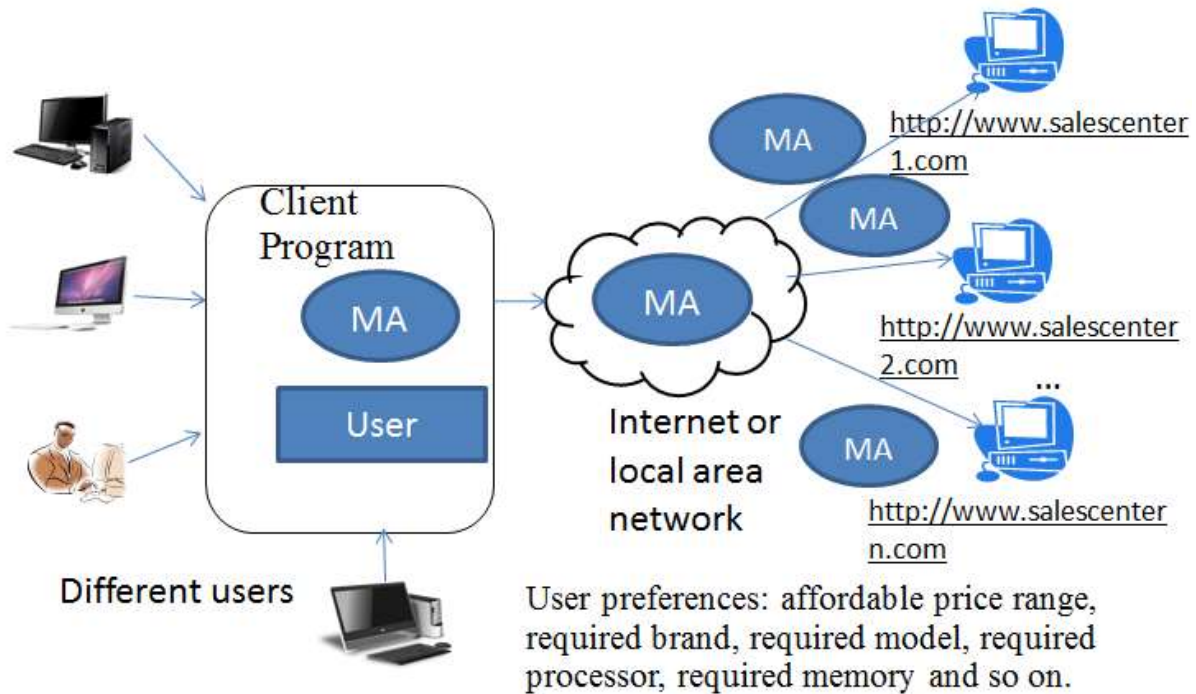 MA
http://www.salescenter
1.com
MA
Client
Program
MA
User
MA
http://www.salescenter
2.com
...
MA
http://www.salescenter
n.com
Internet or
local area
network
Different users
User preferences: affordable price range,
required brand, required model, required
processor, required memory and so on.